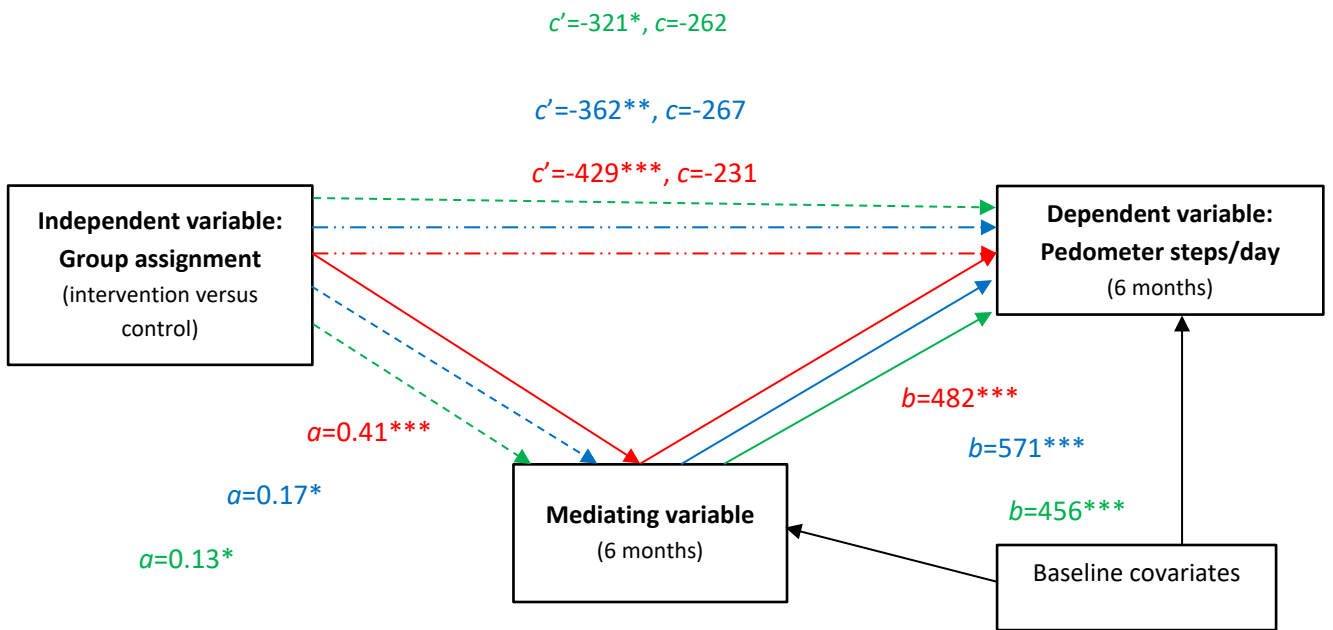 c’=-321*, c=-262
c’=-362**, c=-267
c’=-429***, c=-231
Independent variable:
Group assignment
(intervention versus
control)
Dependent variable:
Pedometer steps/day
(6 months)
a=0.41***
a=0.17*
a=0.13*
Mediating variable
(6 months)
b=482***
b=571***
b=456***
Baseline covariates